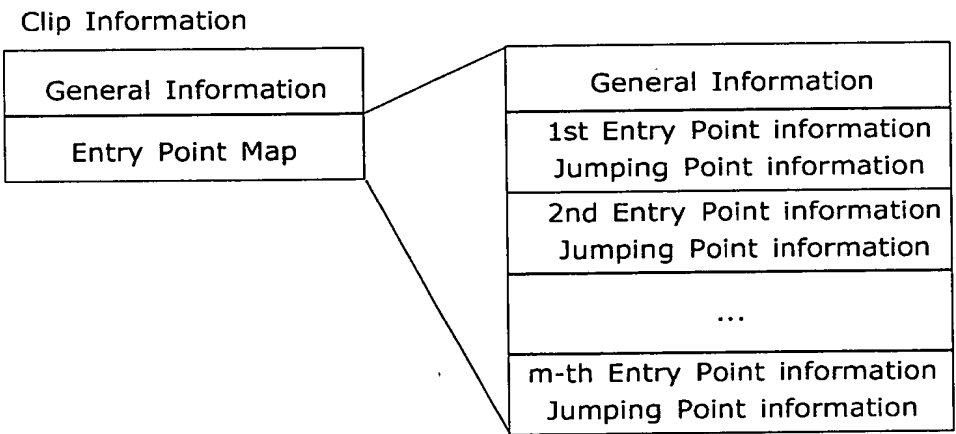 Clip Information
General Information
Entry Point Map
General Information
1st Entry Point information
Jumping Point information
2nd Entry Point information
Jumping Point information
...
m-th Entry Point information
Jumping Point information